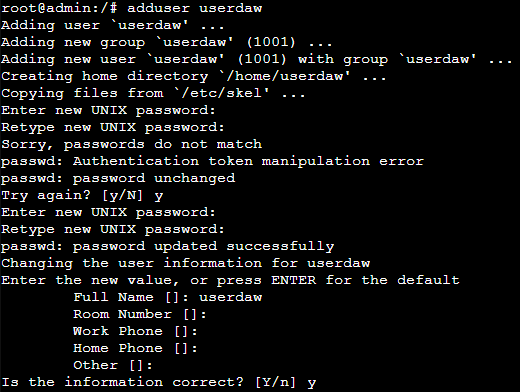 root@admin:/# adduser userdaw
Adding user `userdaw' ...
Adding new group `userdaw' (1001) ...
Adding new user `userdaw' (1001) with group `userdaw' ...
Creating home directory `/home/userdaw' ...
Copying files from `/etc/skel' ...
Enter new UNIX password:
Retype new UNIX password:
Sorry, passwords do not match
passwd: Authentication token manipulation error
passwd: password unchanged
Try again? [y/N] y
Enter new UNIX password:
Retype new UNIX password:
passwd: password updated successfully
Changing the user information for userdaw
Enter the new value, or press ENTER for the default
        Full Name []: userdaw
        Room Number []:
        Work Phone []:
        Home Phone []:
        Other []:
Is the information correct? [Y/n] y